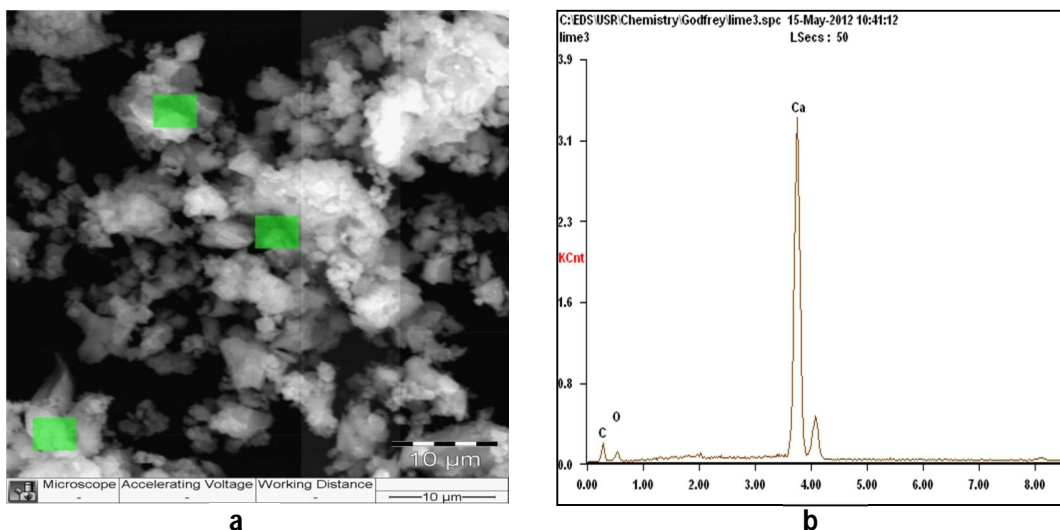 10 µm
Microscope Accelerating Voltage Working Distance
- - - 10 µm
a
C:\EDS\USR\Chemistry\Godfrey\lime3.spc 15-May-2012 10:41:12
lime3 LSecs : 50
3.9
Ca
3.1
2.3
KCnt
1.6
0.8
O
C
0.0
0.00 1.00 2.00 3.00 4.00 5.00 6.00 7.00 8.00
b